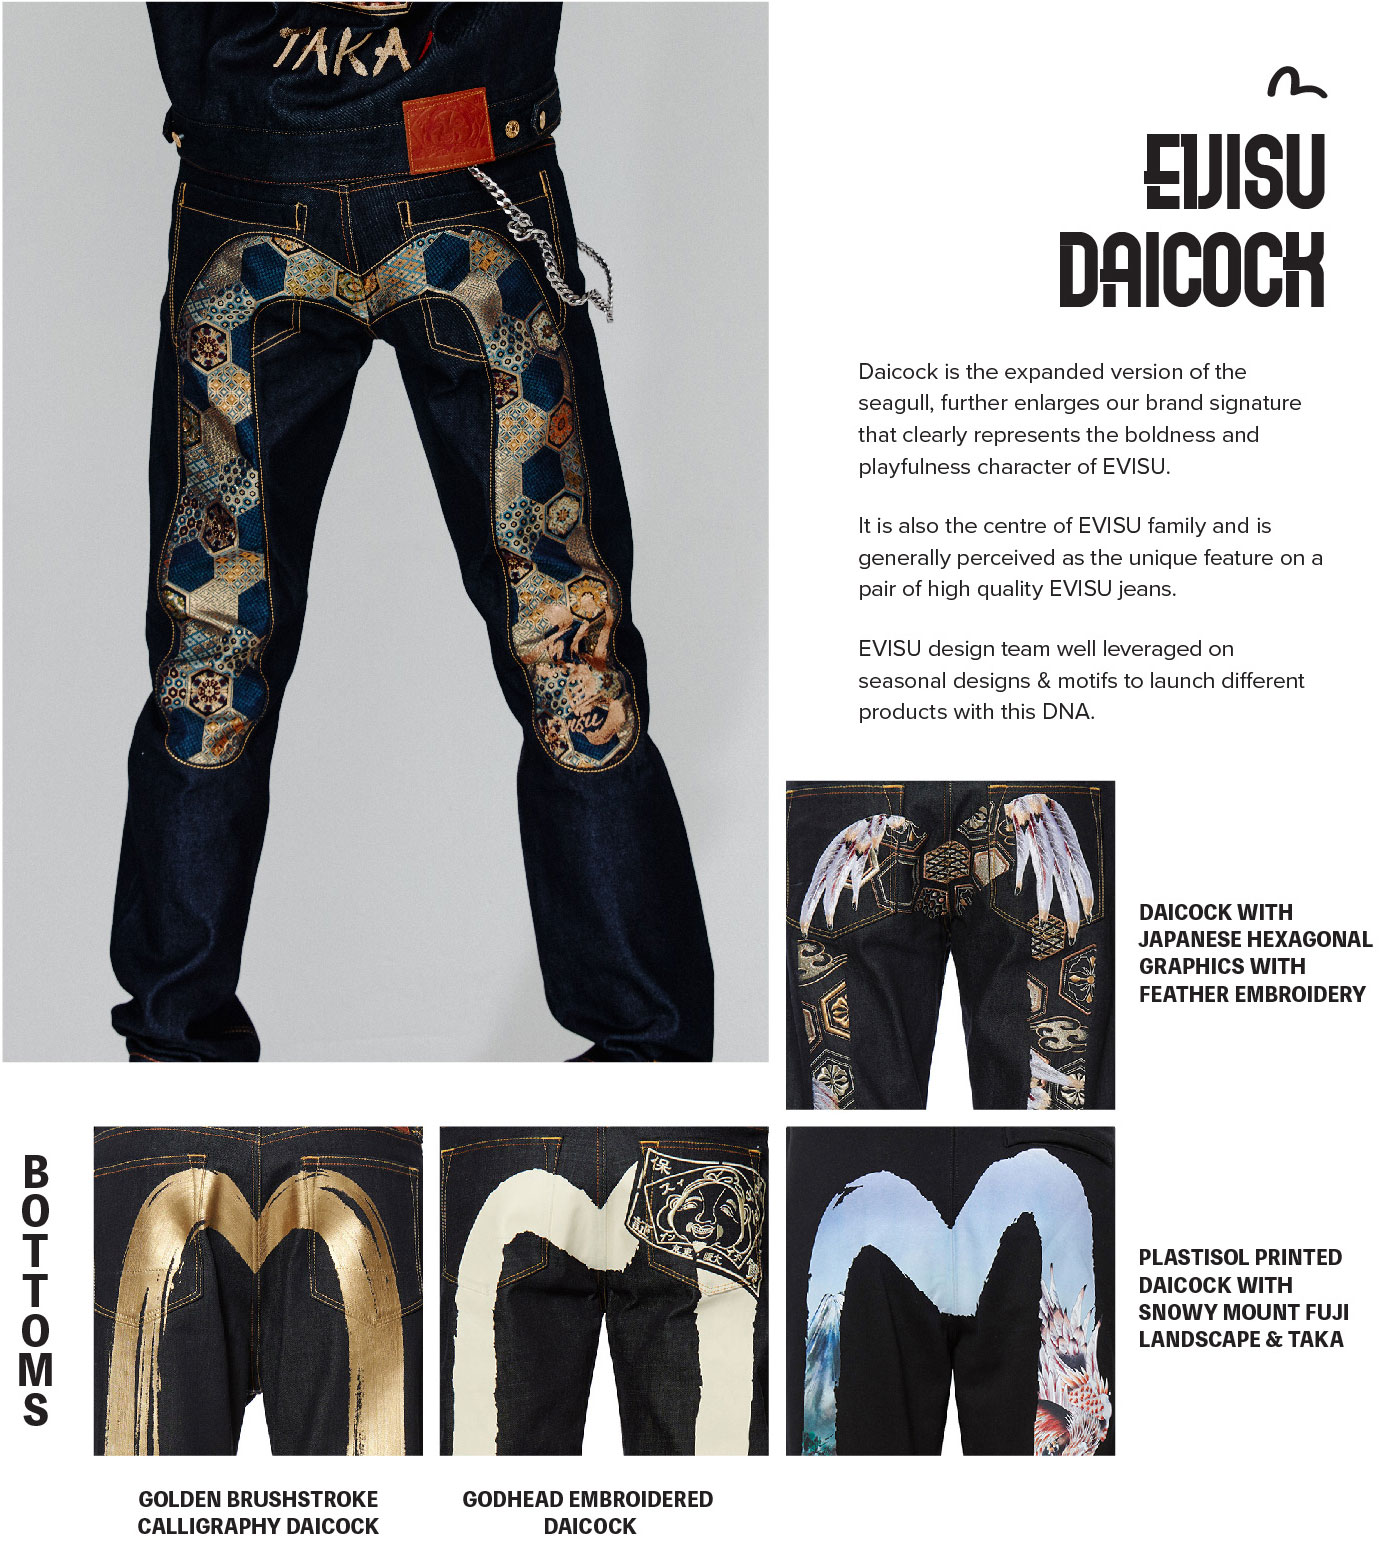 TAKA
EVISU
DAICOCK
Daicock is the expanded version of the
seagull, further enlarges our brand signature
that clearly represents the boldness and
playfulness character of EVISU.
It is also the centre of EVISU family and is
generally perceived as the unique feature on a
pair of high quality EVISU jeans.
EVISU design team well leveraged on
seasonal designs & motifs to launch different
products with this DNA.
DAICOCK WITH
JAPANESE HEXAGONAL
GRAPHICS WITH
FEATHER EMBROIDERY
BOTTOMS
保
PLASTISOL PRINTED
DAICOCK WITH
SNOWY MOUNT FUJI
LANDSCAPE & TAKA
GOLDEN BRUSHSTROKE
CALLIGRAPHY DAICOCK
GODHEAD EMBROIDERED
DAICOCK